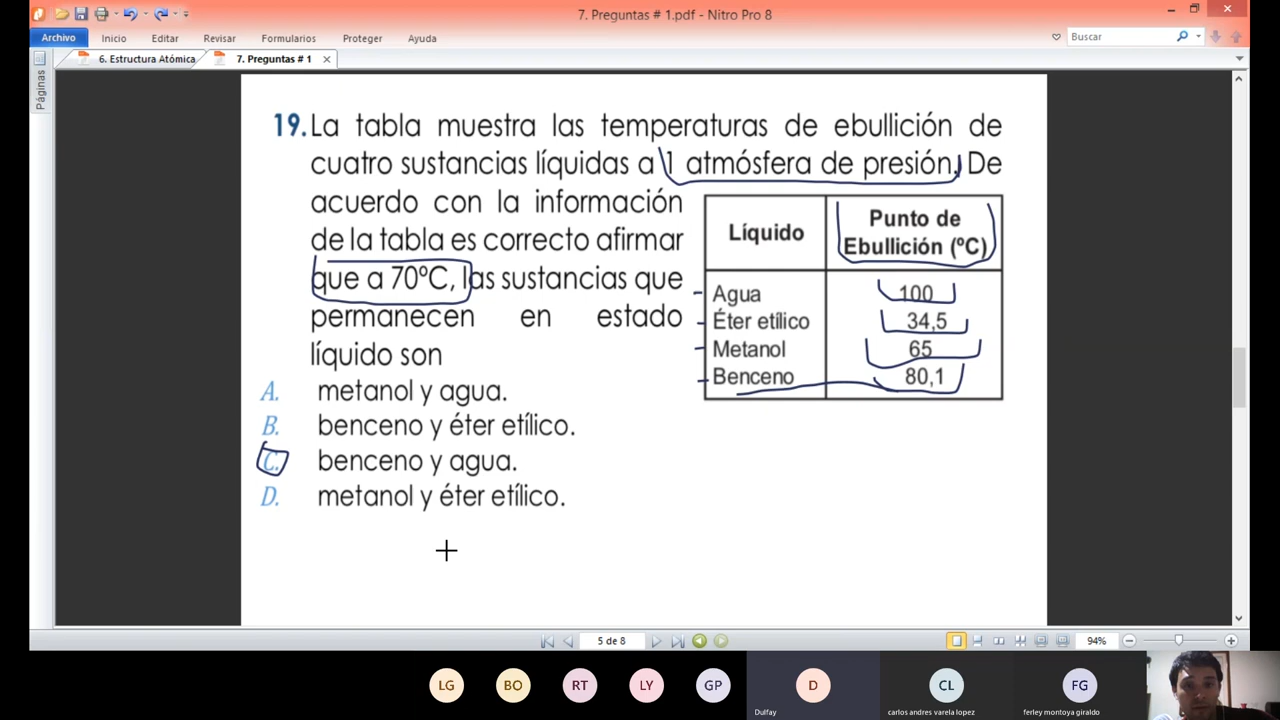 7. Preguntas # 1.pdf - Nitro Pro 8
Archivo Inicio Editar Revisar Formularios Proteger Ayuda Buscar
6. Estructura Atómica 7. Preguntas # 1
Páginas
19. La tabla muestra las temperaturas de ebullición de
cuatro sustancias líquidas a 1 atmósfera de presión. De
acuerdo con la información
de la tabla es correcto afirmar
que a 70ºC, las sustancias que
permanecen en estado
líquido son
Líquido Punto de Ebullición (ºC)
Agua 100
Éter etílico 34,5
Metanol 65
Benceno 80,1
A. metanol y agua.
B. benceno y éter etílico.
C. benceno y agua.
D. metanol y éter etílico.
5 de 8 94%
LG BO RT LY GP D CL FG
Dulfay carlos andres varela lopez ferley montoya giraldo